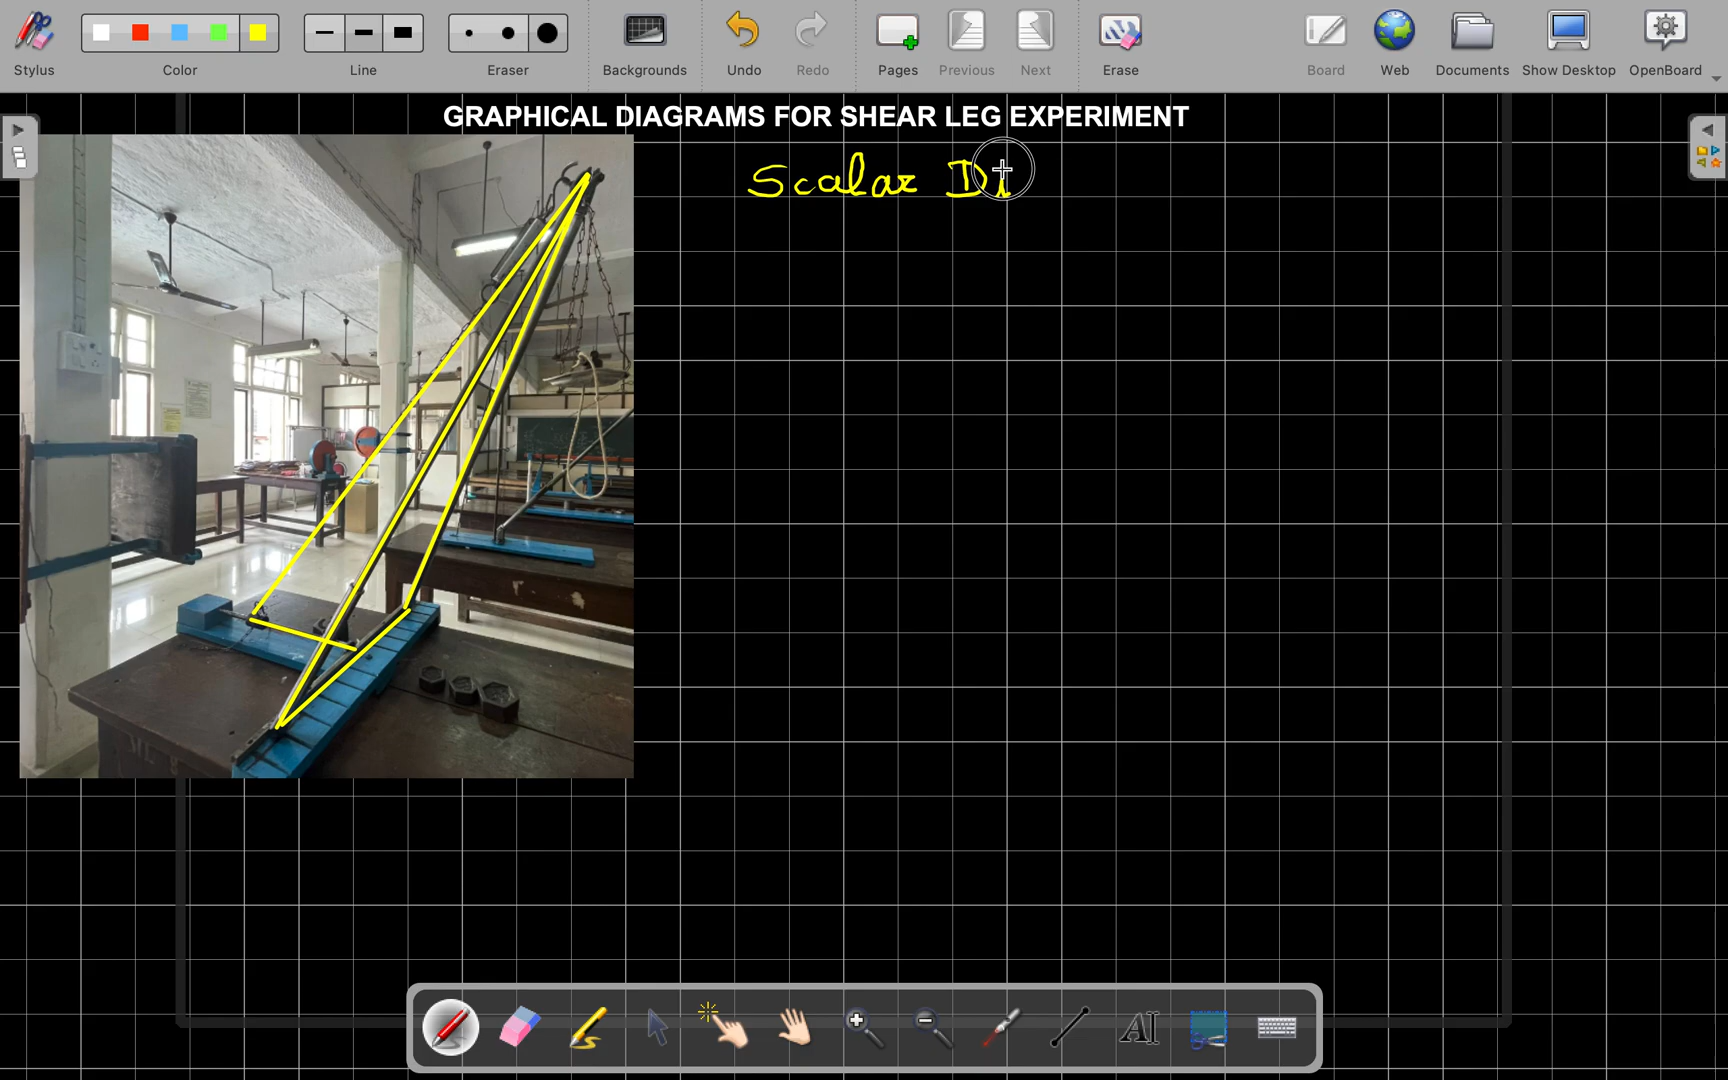 Stylus Color Line Eraser Backgrounds Undo Redo Pages Previous Next Erase Board Web Documents Show Desktop OpenBoard
GRAPHICAL DIAGRAMS FOR SHEAR LEG EXPERIMENT
Scalar Di
AI